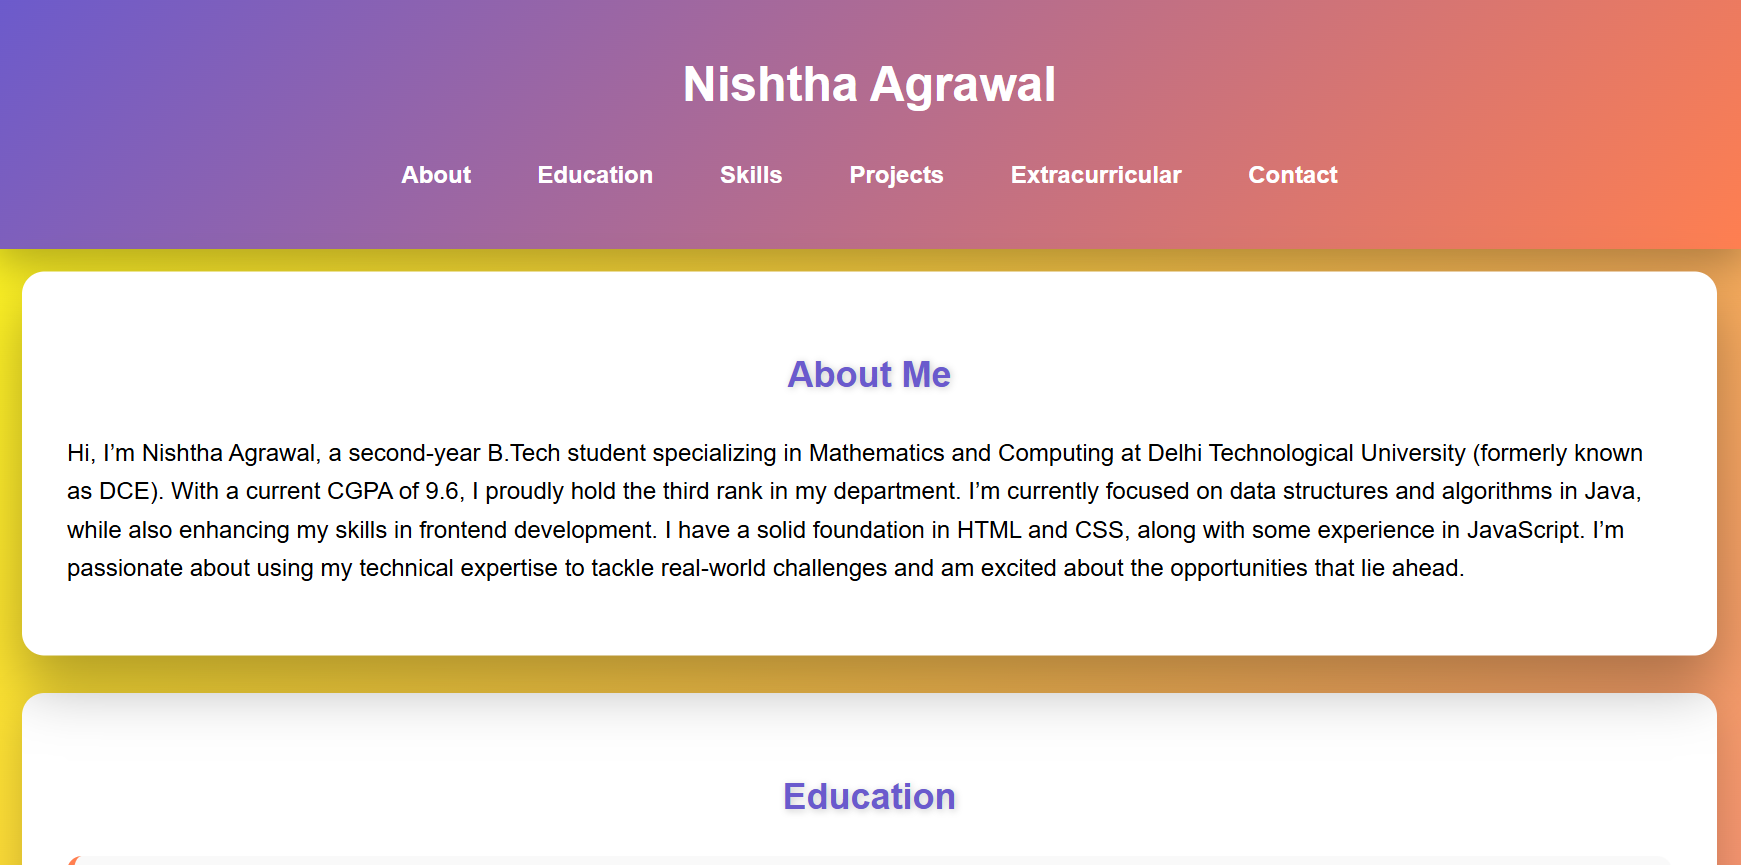 Nishtha Agrawal
About Education Skills Projects Extracurricular Contact
About Me
Hi, I’m Nishtha Agrawal, a second-year B.Tech student specializing in Mathematics and Computing at Delhi Technological University (formerly known
as DCE). With a current CGPA of 9.6, I proudly hold the third rank in my department. I’m currently focused on data structures and algorithms in Java,
while also enhancing my skills in frontend development. I have a solid foundation in HTML and CSS, along with some experience in JavaScript. I’m
passionate about using my technical expertise to tackle real-world challenges and am excited about the opportunities that lie ahead.
Education